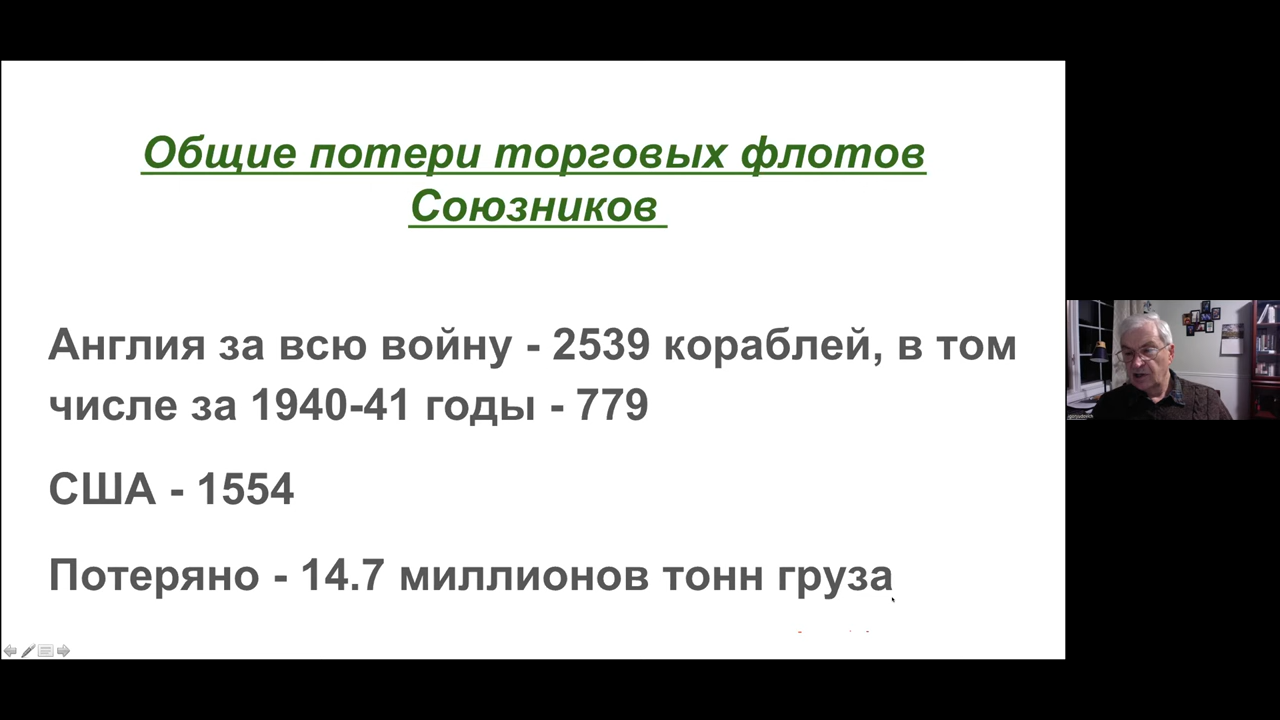 Общие потери торговых флотов
Союзников
Англия за всю войну - 2539 кораблей, в том
числе за 1940-41 годы - 779
США - 1554
Потеряно - 14.7 миллионов тонн груза